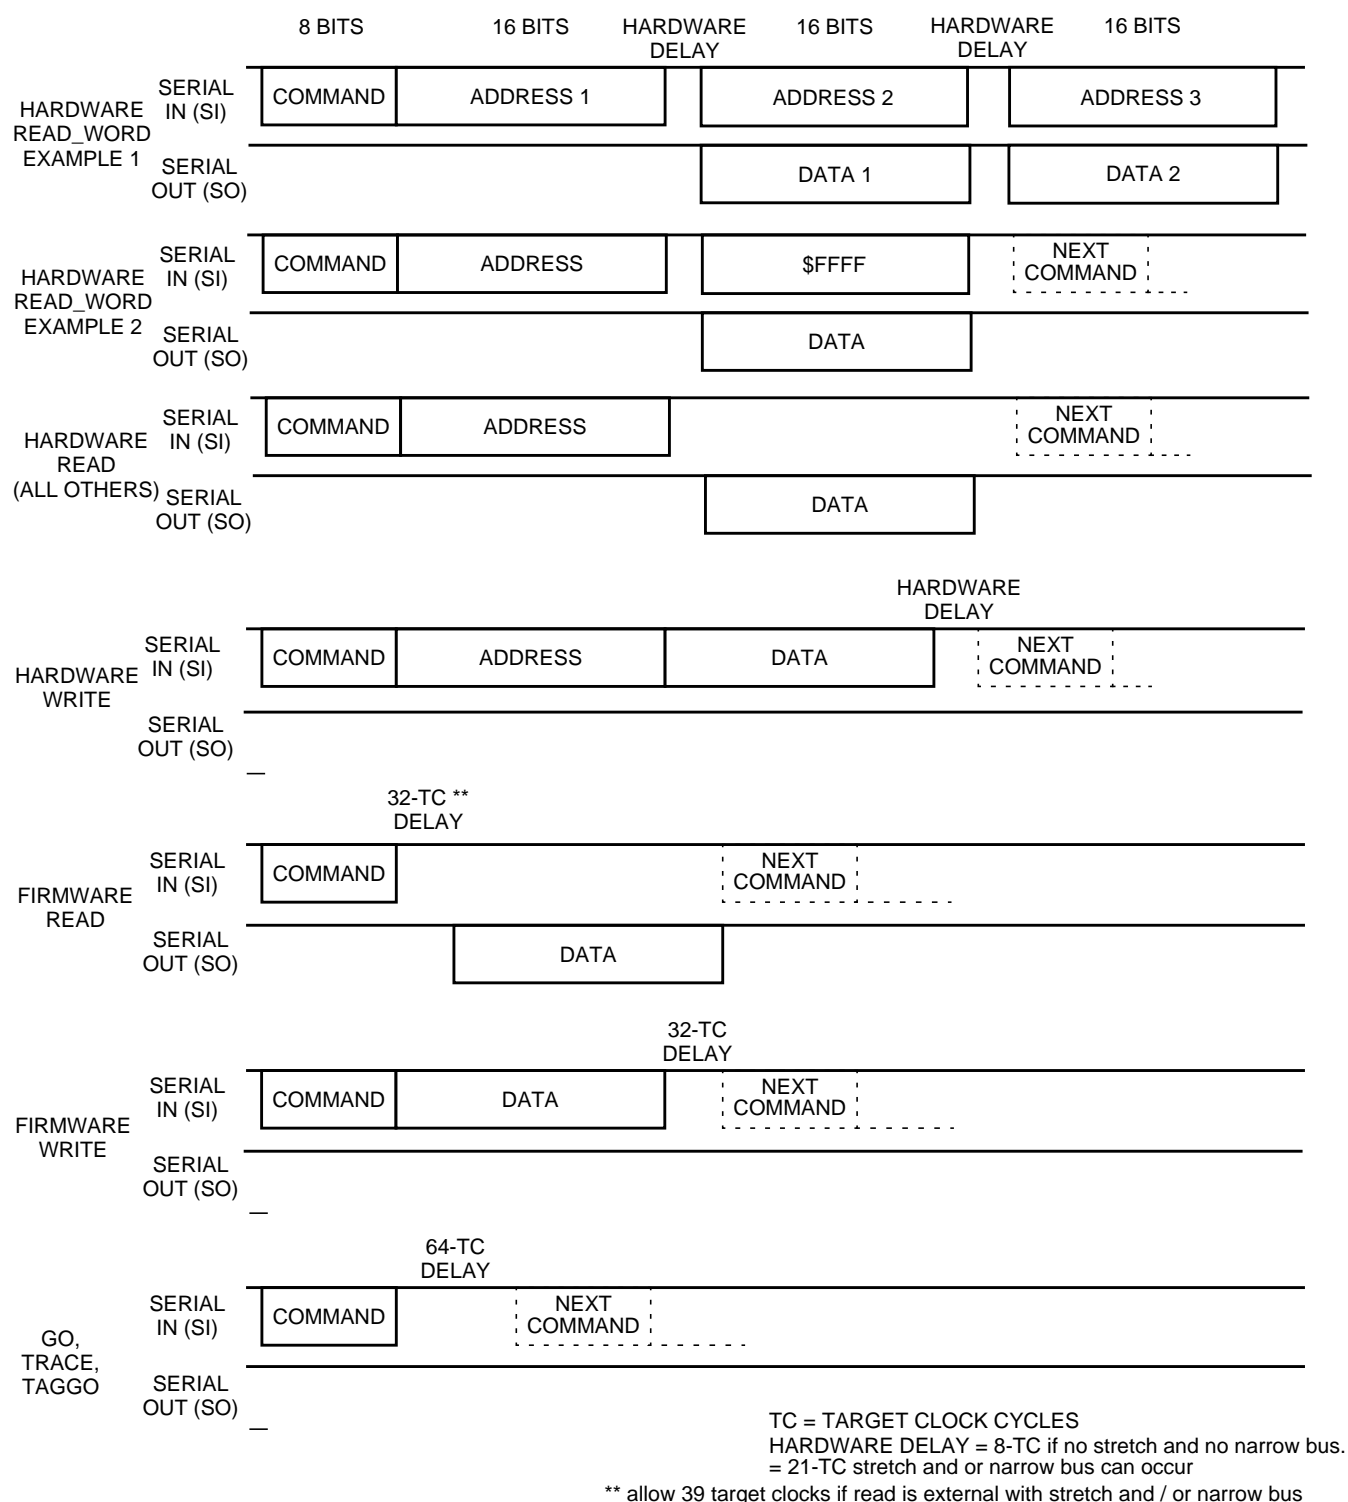 8 BITS 16 BITS HARDWARE DELAY 16 BITS HARDWARE DELAY 16 BITS
HARDWARE
READ_WORD
EXAMPLE 1
SERIAL
IN (SI)
COMMAND ADDRESS 1 ADDRESS 2 ADDRESS 3
SERIAL
OUT (SO)
DATA 1 DATA 2
HARDWARE
READ_WORD
EXAMPLE 2
SERIAL
IN (SI)
COMMAND ADDRESS $FFFF
NEXT
COMMAND
SERIAL
OUT (SO)
DATA
HARDWARE
READ
(ALL OTHERS)
SERIAL
IN (SI)
COMMAND ADDRESS
NEXT
COMMAND
SERIAL
OUT (SO)
DATA
HARDWARE
DELAY
HARDWARE
WRITE
SERIAL
IN (SI)
COMMAND ADDRESS DATA
NEXT
COMMAND
SERIAL
OUT (SO)
32-TC **
DELAY
FIRMWARE
READ
SERIAL
IN (SI)
COMMAND
NEXT
COMMAND
SERIAL
OUT (SO)
DATA
32-TC
DELAY
FIRMWARE
WRITE
SERIAL
IN (SI)
COMMAND DATA
NEXT
COMMAND
SERIAL
OUT (SO)
64-TC
DELAY
GO,
TRACE,
TAGGO
SERIAL
IN (SI)
COMMAND
NEXT
COMMAND
SERIAL
OUT (SO)
TC = TARGET CLOCK CYCLES
HARDWARE DELAY = 8-TC if no stretch and no narrow bus.
= 21-TC stretch and or narrow bus can occur
** allow 39 target clocks if read is external with stretch and / or narrow bus